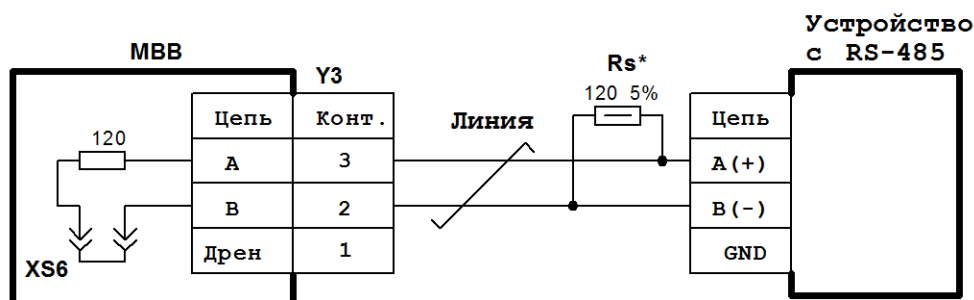 Устройство
с RS-485
МВВ
Y3
Rs*
120 5%
120
Цепь Конт.
Линия
Цепь
А 3
А(+)
В 2
В(-)
Дрен 1
GND
XS6